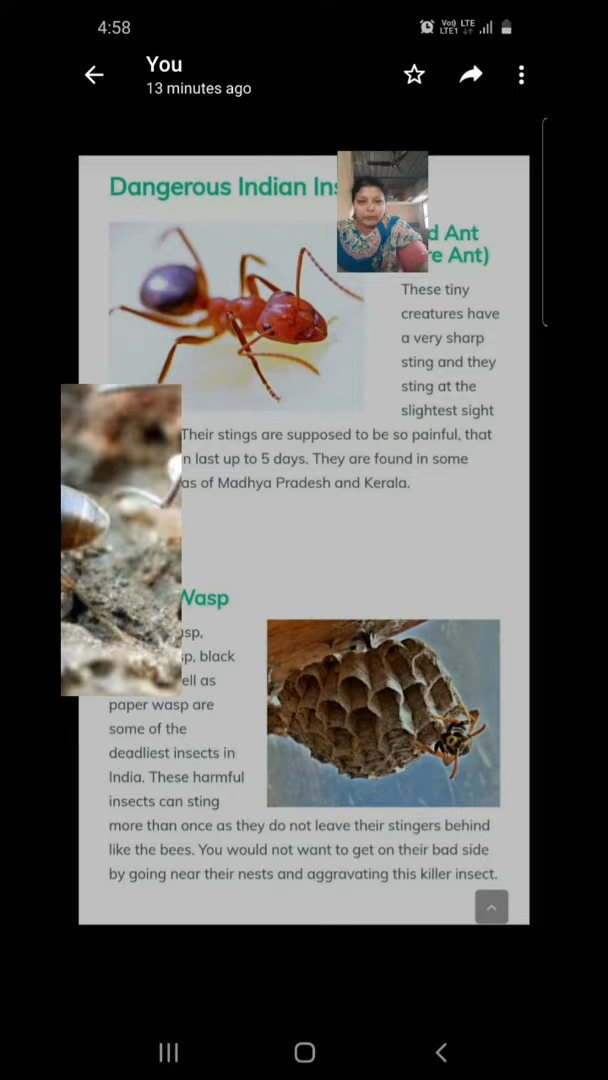 4:58
Vo) LTE
LTE1
You
13 minutes ago
Dangerous Indian
Ant
Ant)
These tiny
creatures have
a very sharp
sting and they
sting at the
slightest sight
Their stings are supposed to be so painful, that
last up to 5 days. They are found in some
of Madhya Pradesh and Kerala.
Wasp
black
as
paper wasp are
some of the
deadliest insects in
India. These harmful
insects can sting
more than once as they do not leave their stingers behind
like the bees. You would not want to get on their bad side
by going near their nests and aggravating this killer insect.